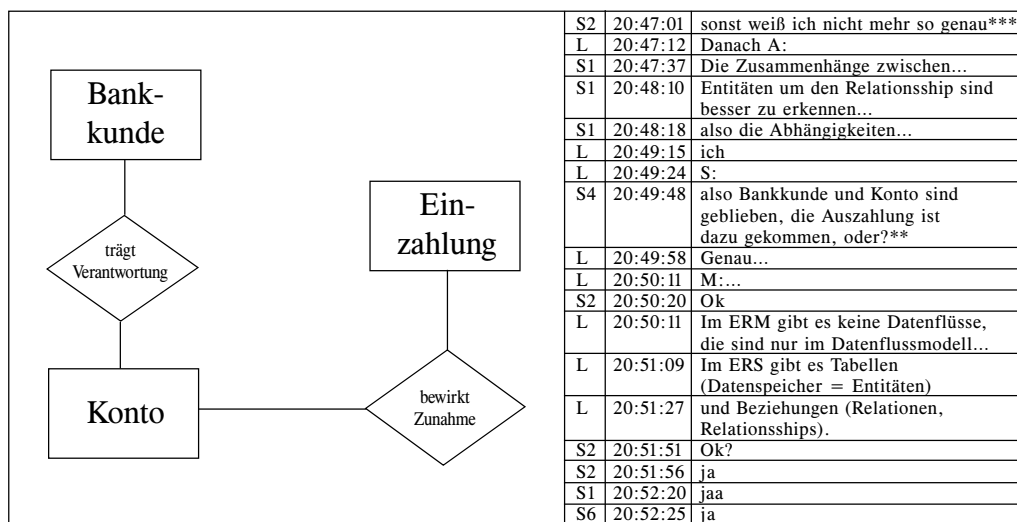 Bank-
kunde
trägt
Verantwortung
Konto
Ein-
zahlung
bewirkt
Zunahme
S2 20:47:01 sonst weiß ich nicht mehr so genau***
L 20:47:12 Danach A:
S1 20:47:37 Die Zusammenhänge zwischen...
S1 20:48:10 Entitäten um den Relationsship sind
besser zu erkennen...
S1 20:48:18 also die Abhängigkeiten...
L 20:49:15 ich
L 20:49:24 S:
S4 20:49:48 also Bankkunde und Konto sind
geblieben, die Auszahlung ist
dazu gekommen, oder?**
L 20:49:58 Genau...
L 20:50:11 M:...
S2 20:50:20 Ok
L 20:50:11 Im ERM gibt es keine Datenflüsse,
die sind nur im Datenflussmodell...
L 20:51:09 Im ERS gibt es Tabellen
(Datenspeicher = Entitäten)
L 20:51:27 und Beziehungen (Relationen,
Relationsships).
S2 20:51:51 Ok?
S2 20:51:56 ja
S1 20:52:20 jaa
S6 20:52:25 ja